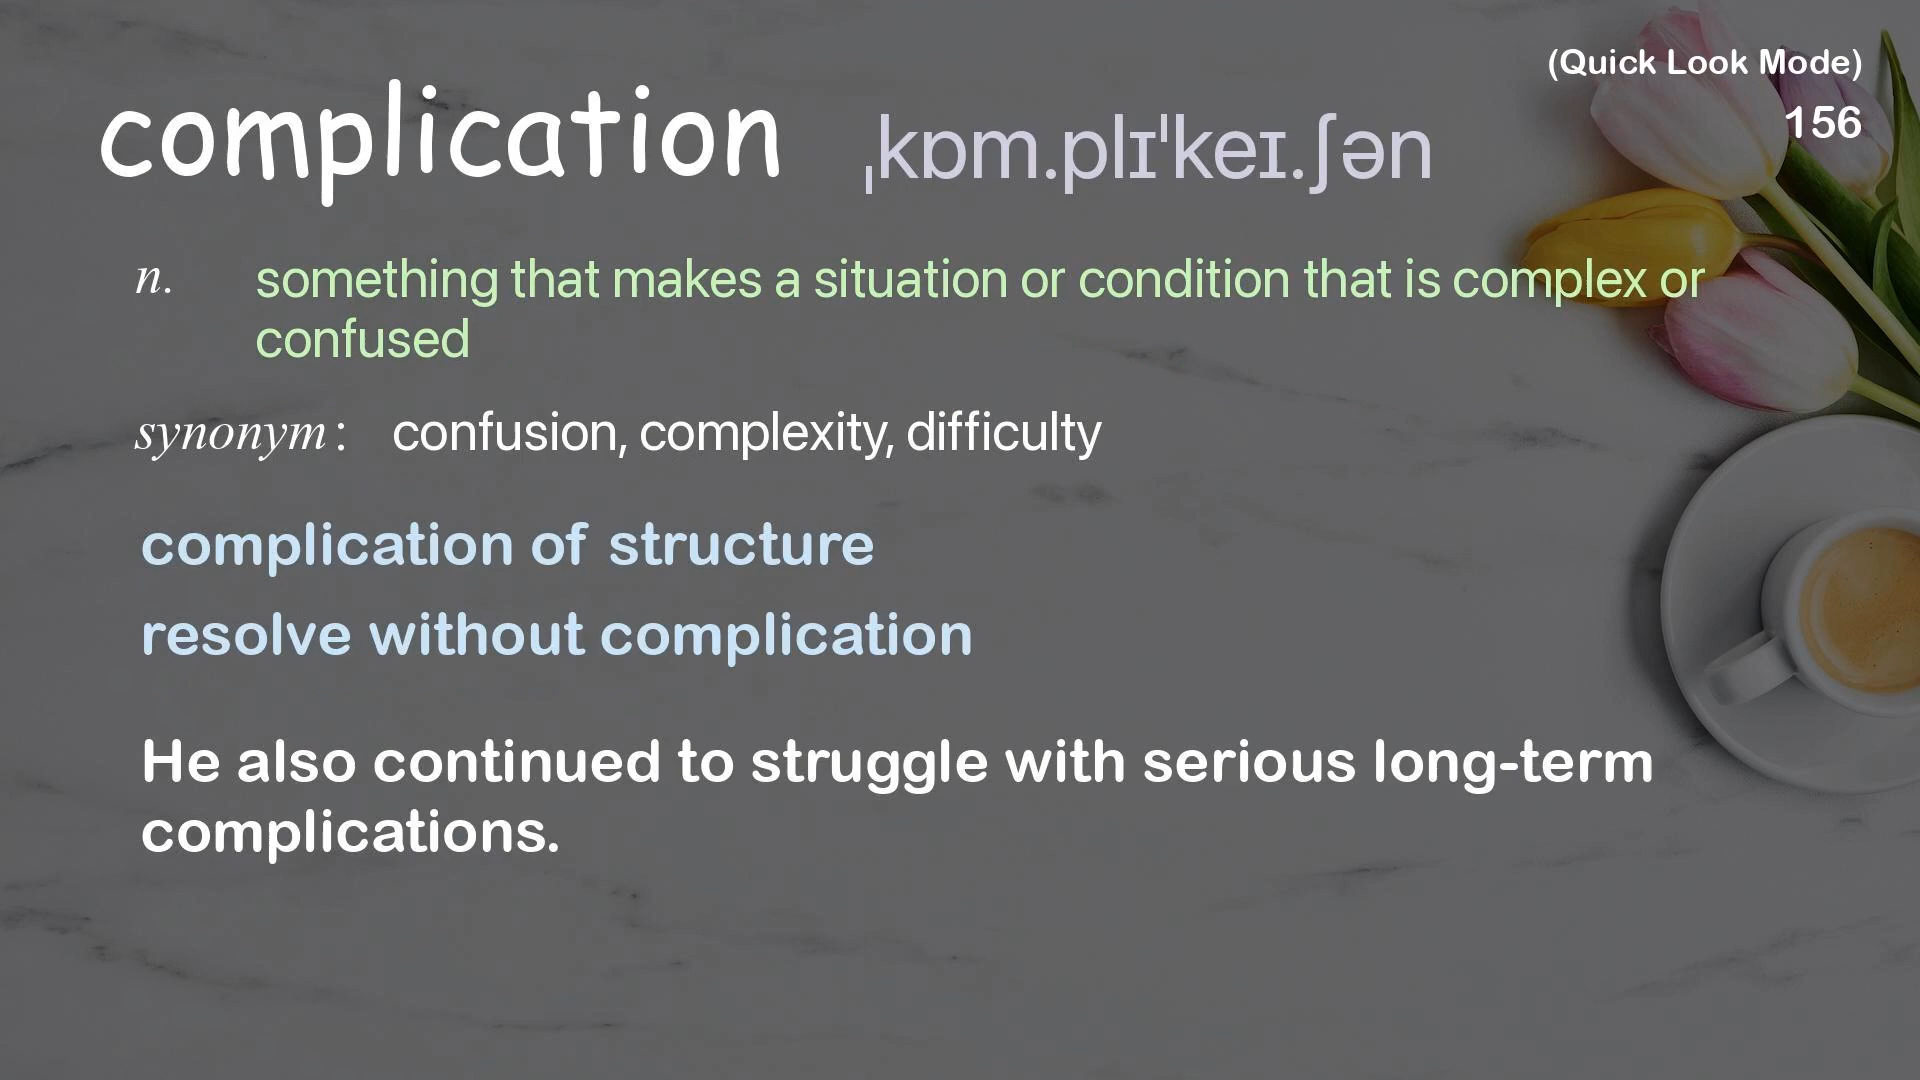 (Quick Look Mode)
156
complication ˌkɒm.plɪˈkeɪ.ʃən
n. something that makes a situation or condition that is complex or
confused
synonym: confusion, complexity, difficulty
complication of structure
resolve without complication
He also continued to struggle with serious long-term
complications.